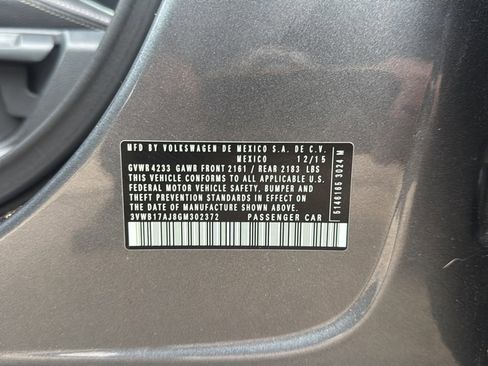 MFD BY VOLKSWAGEN DE MEXICO S.A. DE C.V.
MEXICO 12/15
GVWR 4233 GAWR FRONT 2161 / REAR 2183 LBS
THIS VEHICLE CONFORMS TO ALL APPLICABLE U.S.
FEDERAL MOTOR VEHICLE SAFETY, BUMPER AND
THEFT PREVENTION STANDARDS IN EFFECT ON
THE DATE OF MANUFACTURE SHOWN ABOVE.
3VWB17AJ8GM302372 PASSENGER CAR
5146165 3024 M